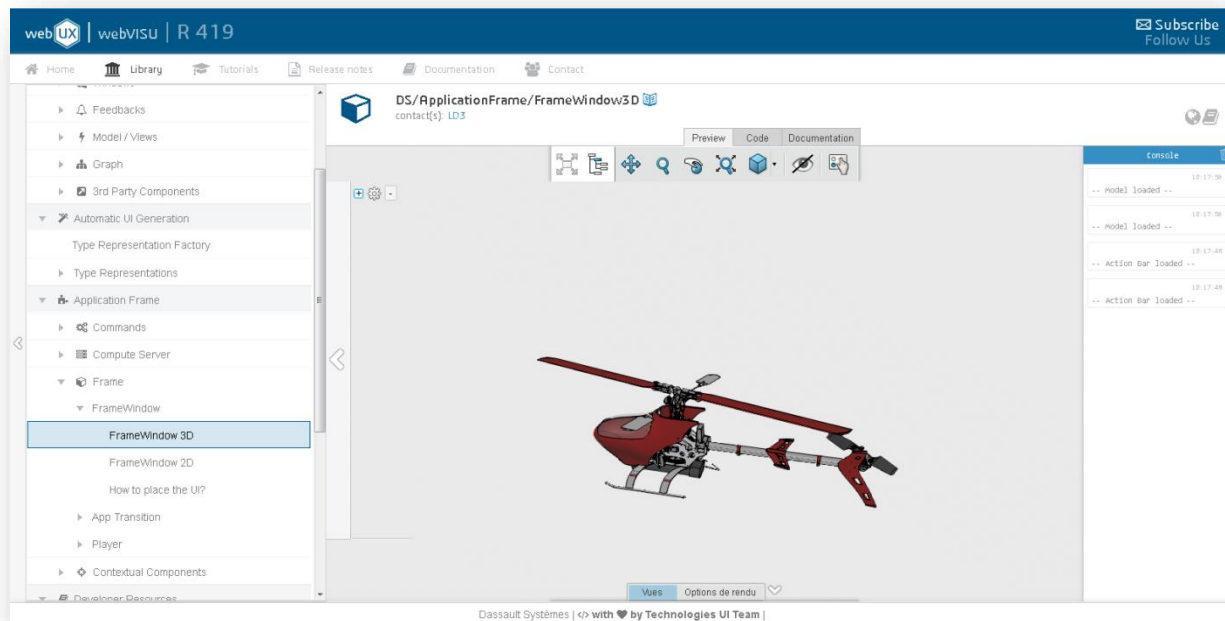 web UX | webVISU | R 419
Subscribe
Follow Us
Home Library Tutorials Release notes Documentation Contact
Feedbacks
Model / Views
Graph
3rd Party Components
Automatic UI Generation
Type Representation Factory
Type Representations
Application Frame
Commands
Compute Server
Frame
FrameWindow
FrameWindow 3D
FrameWindow 2D
How to place the UI?
App Transition
Player
Contextual Components
Developer Resources
DS/ApplicationFrame/FrameWindow3D
contact(s): LD3
Preview Code Documentation
Console
-- Model loaded --
-- Model loaded --
-- Action Bar loaded --
-- Action Bar loaded --
Vues Options de rendu
Dassault Systèmes | </> with ♥ by Technologies UI Team |